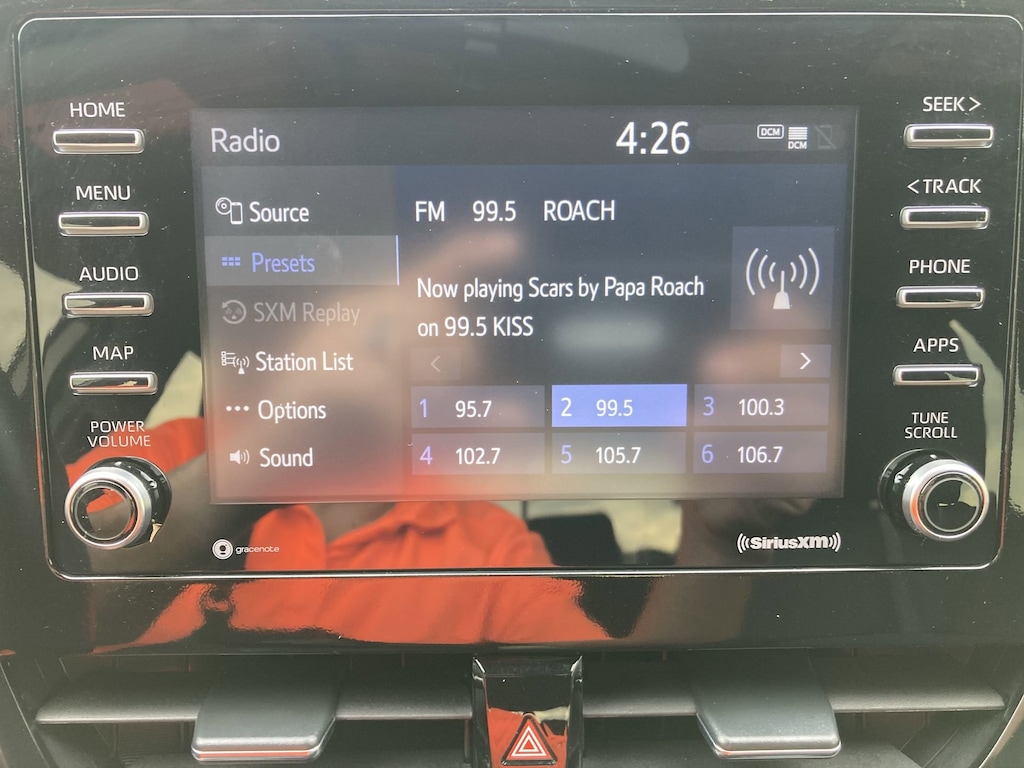 HOME
SEEK >
Radio
4:26
DCM
DCM
MENU
< TRACK
Source
FM 99.5 ROACH
Presets
AUDIO
PHONE
Now playing Scars by Papa Roach
on 99.5 KISS
SXM Replay
MAP
APPS
Station List
< >
1 95.7 2 99.5 3 100.3
Options
4 102.7 5 105.7 6 106.7
Sound
POWER
VOLUME
TUNE
SCROLL
gracenote
((SiriusXM))